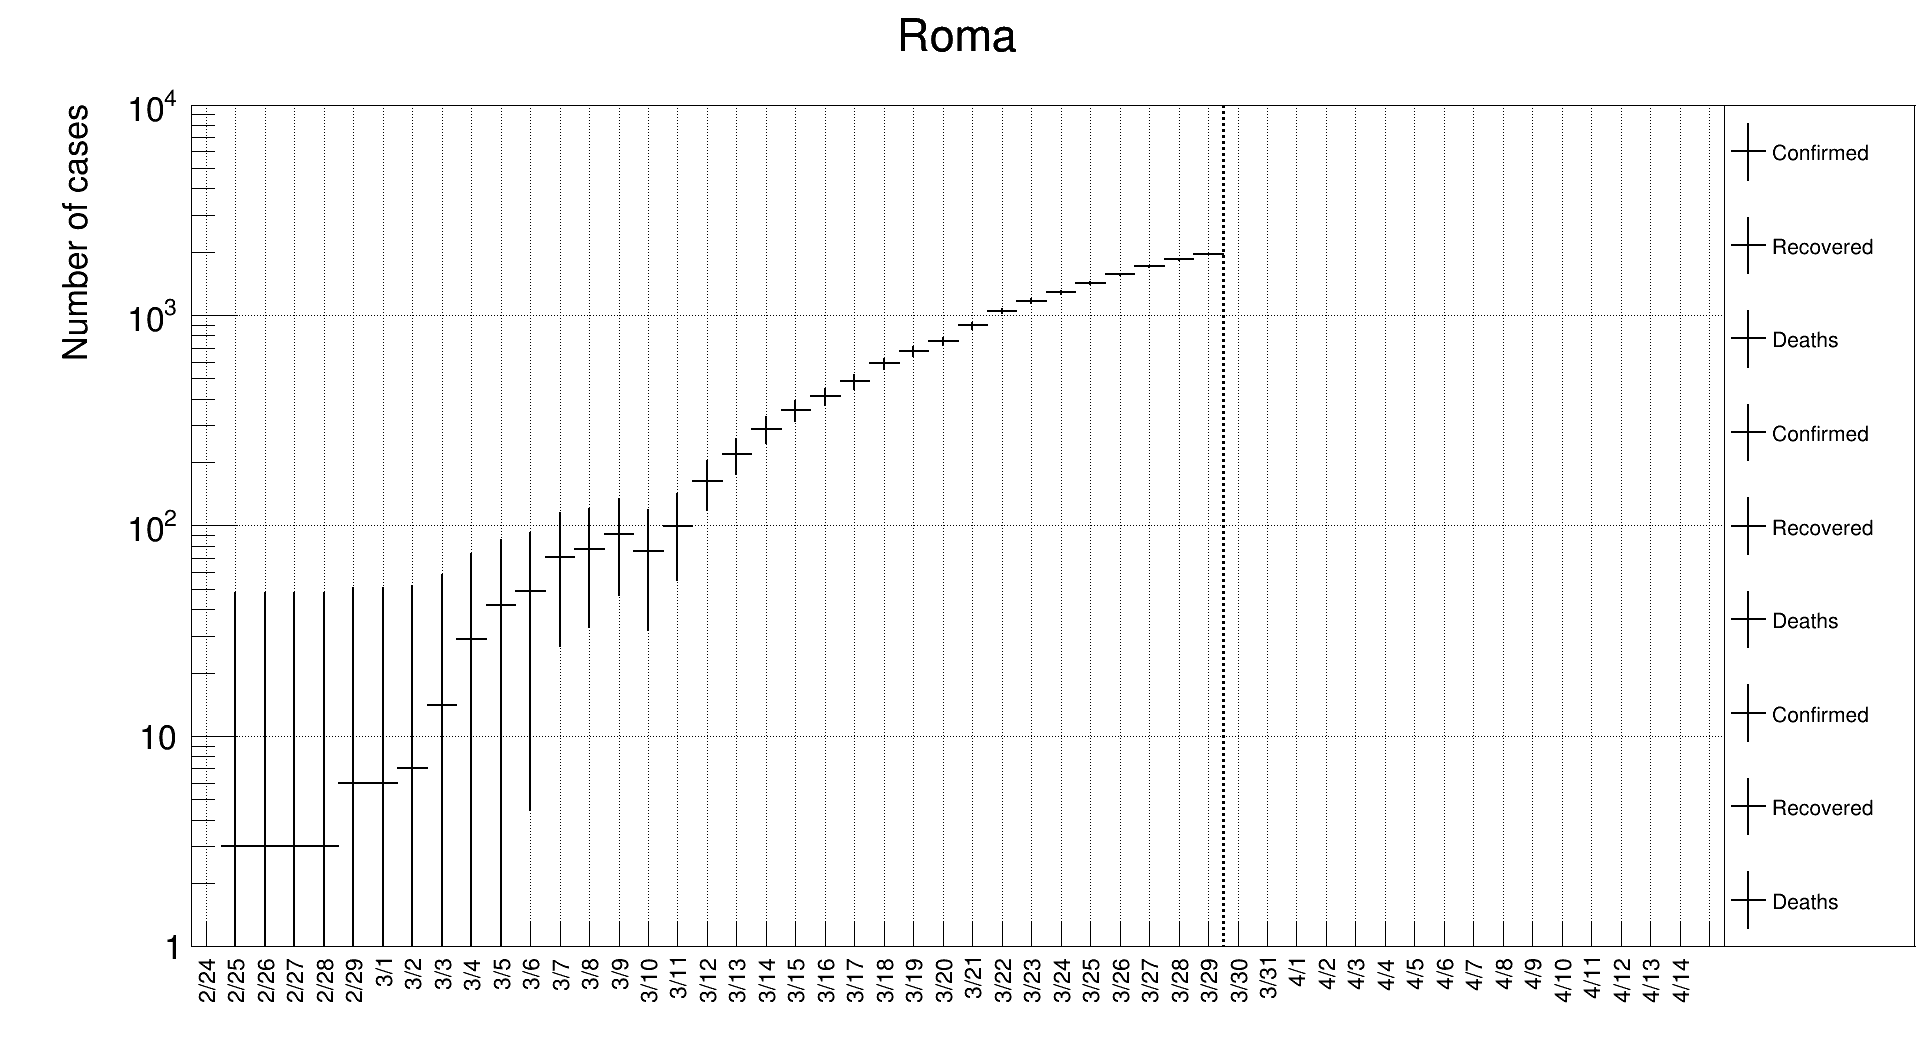 Roma
Number of cases
10^4
10^3
10^2
10
1
2/24 2/25 2/26 2/27 2/28 2/29 3/1 3/2 3/3 3/4 3/5 3/6 3/7 3/8 3/9 3/10 3/11 3/12 3/13 3/14 3/15 3/16 3/17 3/18 3/19 3/20 3/21 3/22 3/23 3/24 3/25 3/26 3/27 3/28 3/29 3/30 3/31 4/1 4/2 4/3 4/4 4/5 4/6 4/7 4/8 4/9 4/10 4/11 4/12 4/13 4/14
Confirmed
Recovered
Deaths
Confirmed
Recovered
Deaths
Confirmed
Recovered
Deaths